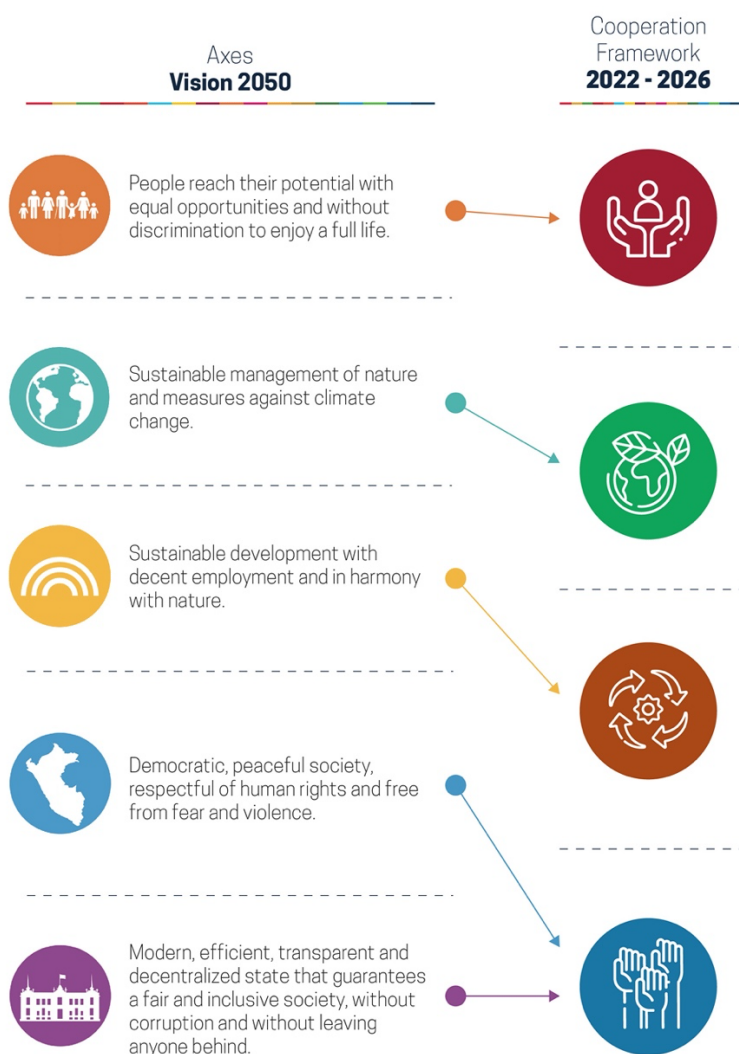 Axes
Vision 2050
Cooperation
Framework
2022 - 2026
People reach their potential with
equal opportunities and without
discrimination to enjoy a full life.
Sustainable management of nature
and measures against climate
change.
Sustainable development with
decent employment and in harmony
with nature.
Democratic, peaceful society,
respectful of human rights and free
from fear and violence.
Modern, efficient, transparent and
decentralized state that guarantees
a fair and inclusive society, without
corruption and without leaving
anyone behind.